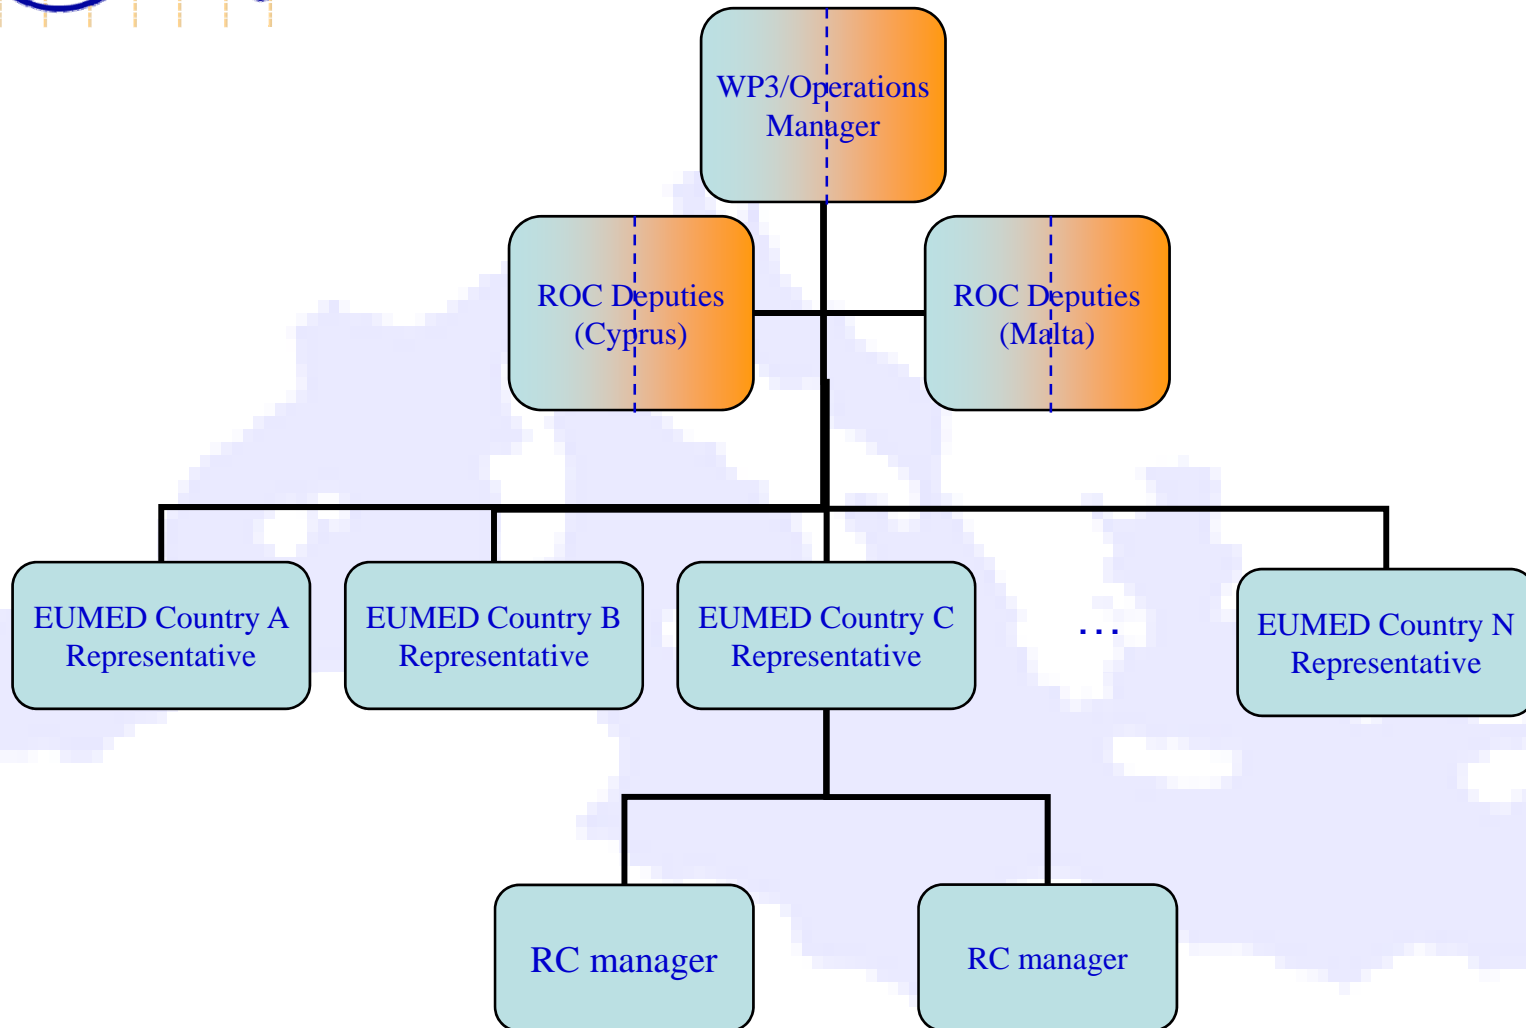 WP3/Operations
Manager
ROC Deputies
(Cyprus)
ROC Deputies
(Malta)
EUMED Country A
Representative
EUMED Country B
Representative
EUMED Country C
Representative
...
EUMED Country N
Representative
RC manager
RC manager